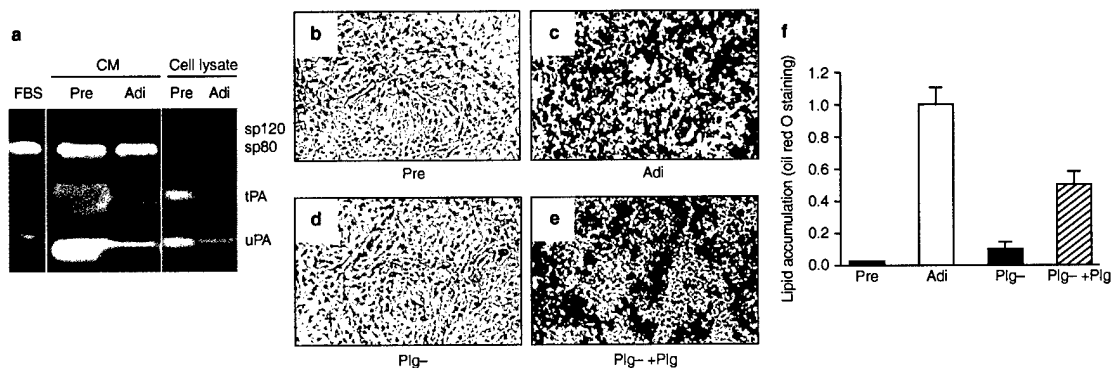 a
CM
Cell lysate
FBS
Pre
Adi
Pre
Adi
sp120
sp80
tPA
uPA
b
Pre
c
Adi
d
Plg–
e
Plg– +Plg
f
Lipid accumulation (oil red O staining)
1.2
1.0
0.8
0.6
0.4
0.2
0.0
Pre
Adi
Plg–
Plg– +Plg